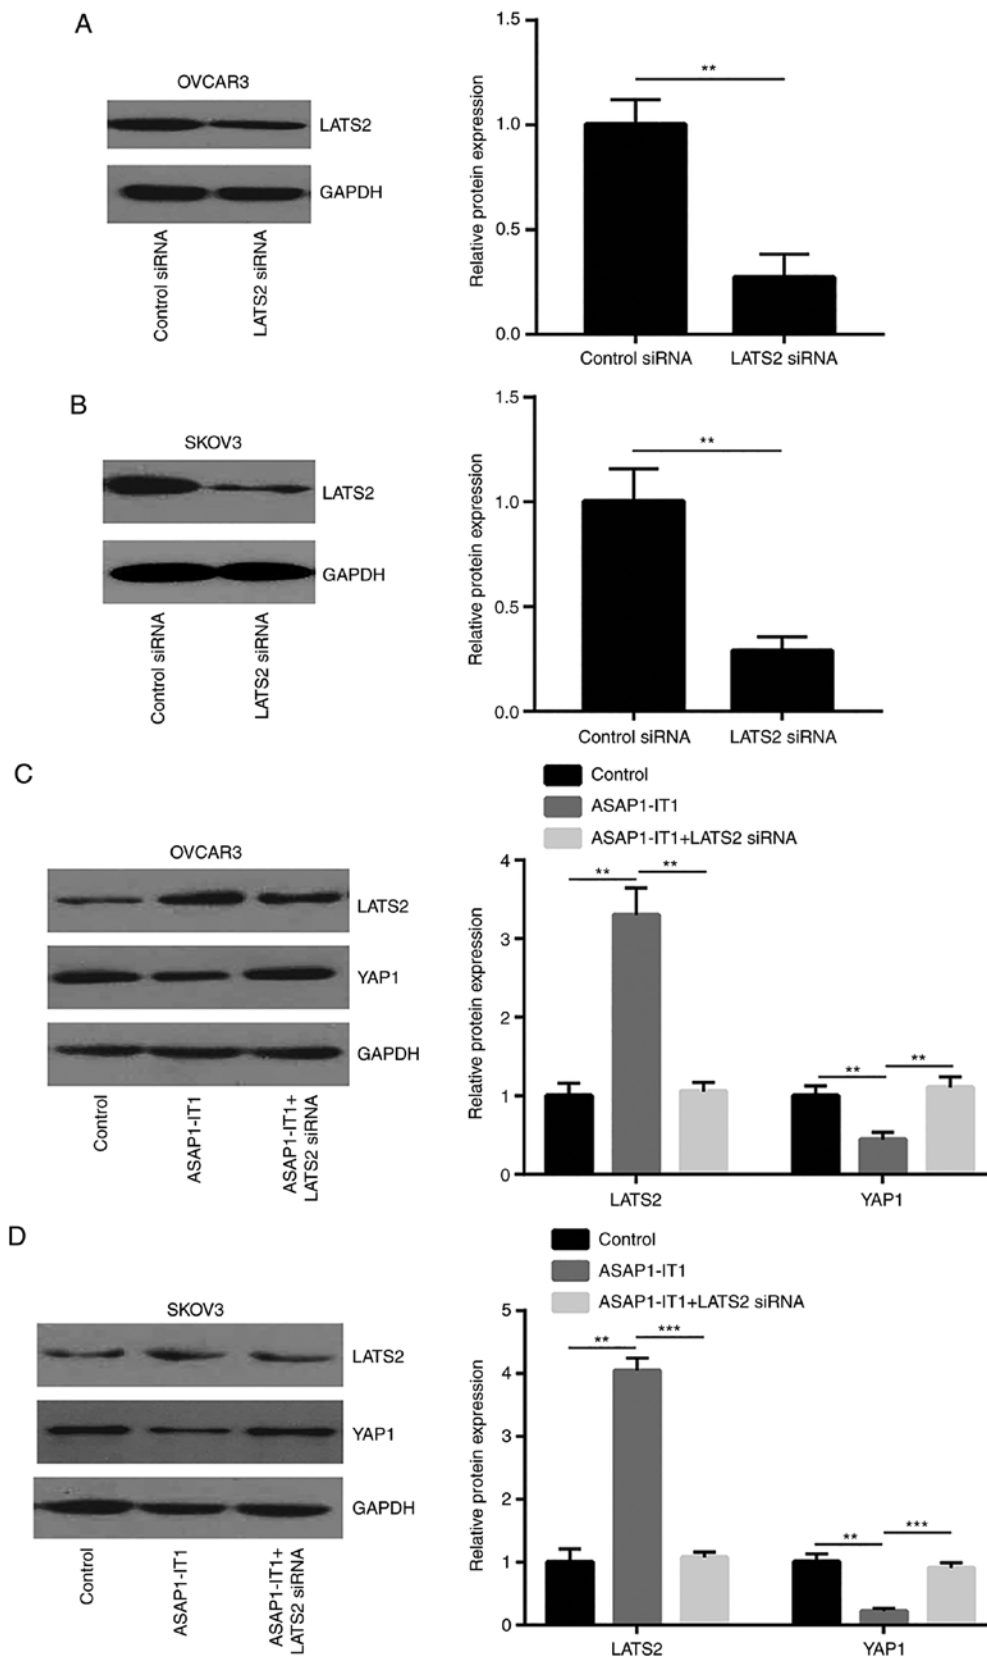 A
OVCAR3
LATS2
GAPDH
Control siRNA
LATS2 siRNA
Relative protein expression
1.5
1.0
0.5
0.0
**
Control siRNA
LATS2 siRNA
B
SKOV3
LATS2
GAPDH
Control siRNA
LATS2 siRNA
Relative protein expression
1.5
1.0
0.5
0.0
**
Control siRNA
LATS2 siRNA
C
OVCAR3
LATS2
YAP1
GAPDH
Control
ASAP1-IT1
ASAP1-IT1+
LATS2 siRNA
Control
ASAP1-IT1
ASAP1-IT1+LATS2 siRNA
Relative protein expression
4
3
2
1
0
**
**
**
**
LATS2
YAP1
D
SKOV3
LATS2
YAP1
GAPDH
Control
ASAP1-IT1
ASAP1-IT1+
LATS2 siRNA
Control
ASAP1-IT1
ASAP1-IT1+LATS2 siRNA
Relative protein expression
5
4
3
2
1
0
**
***
**
***
LATS2
YAP1